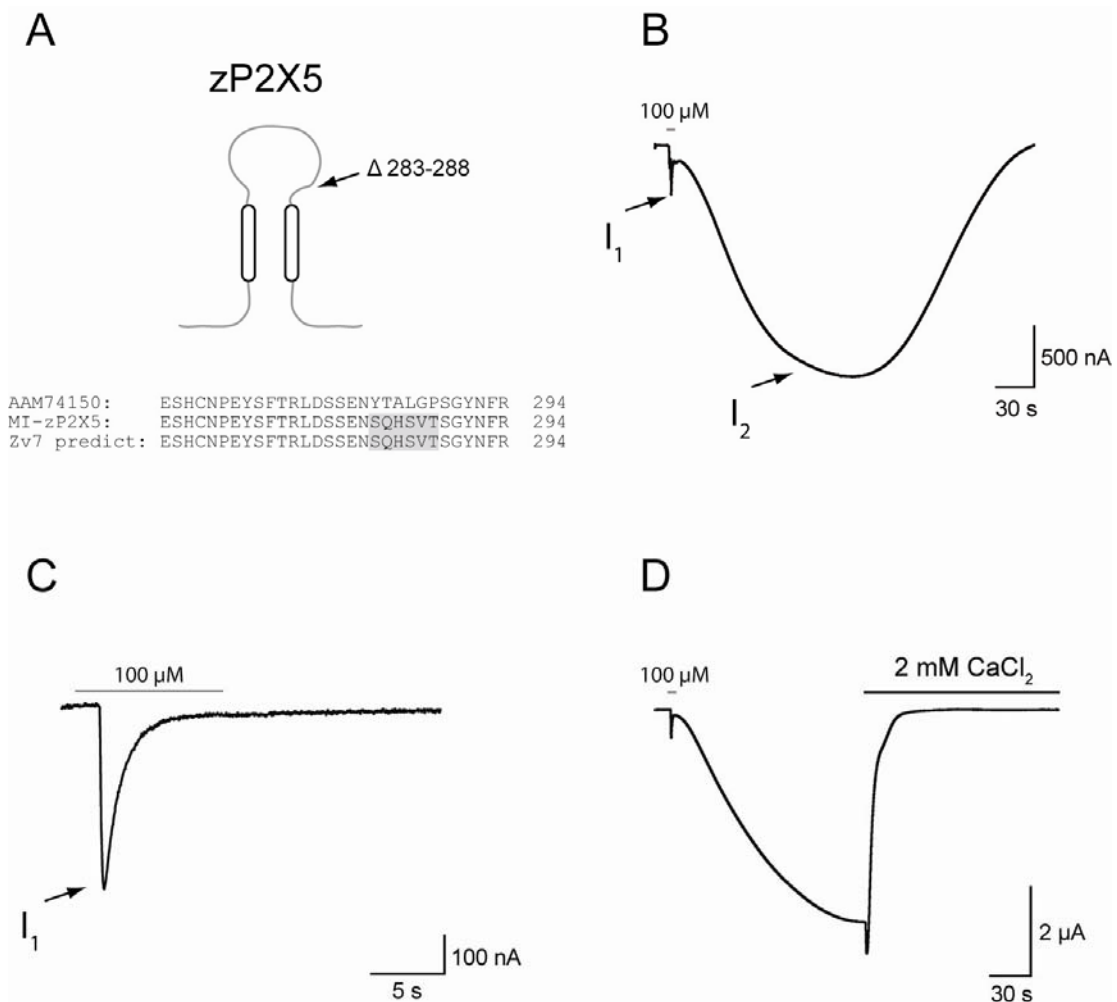 A
zP2X5
Δ 283-288
AAM74150: ESHCNPEYSFTRLDSSENYTALGPSGYNFR 294
MI-zP2X5: ESHCNPEYSFTRLDSSENSQHSVTSGYNFR 294
Zv7 predict: ESHCNPEYSFTRLDSSENSQHSVTSGYNFR 294
B
100 µM
I₁
I₂
500 nA
30 s
C
100 µM
I₁
100 nA
5 s
D
100 µM
2 mM CaCl₂
2 µA
30 s